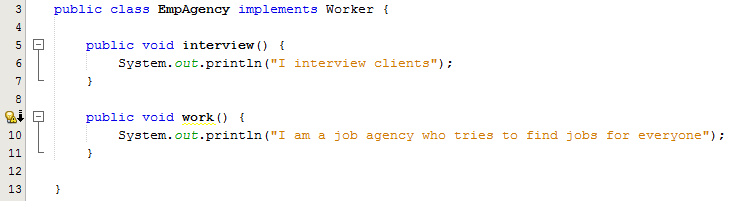 3 public class EmpAgency implements Worker {
4
5 public void interview() {
6 System.out.println("I interview clients");
7 }
8
public void work() {
10 System.out.println("I am a job agency who tries to find jobs for everyone");
11 }
12
13 }